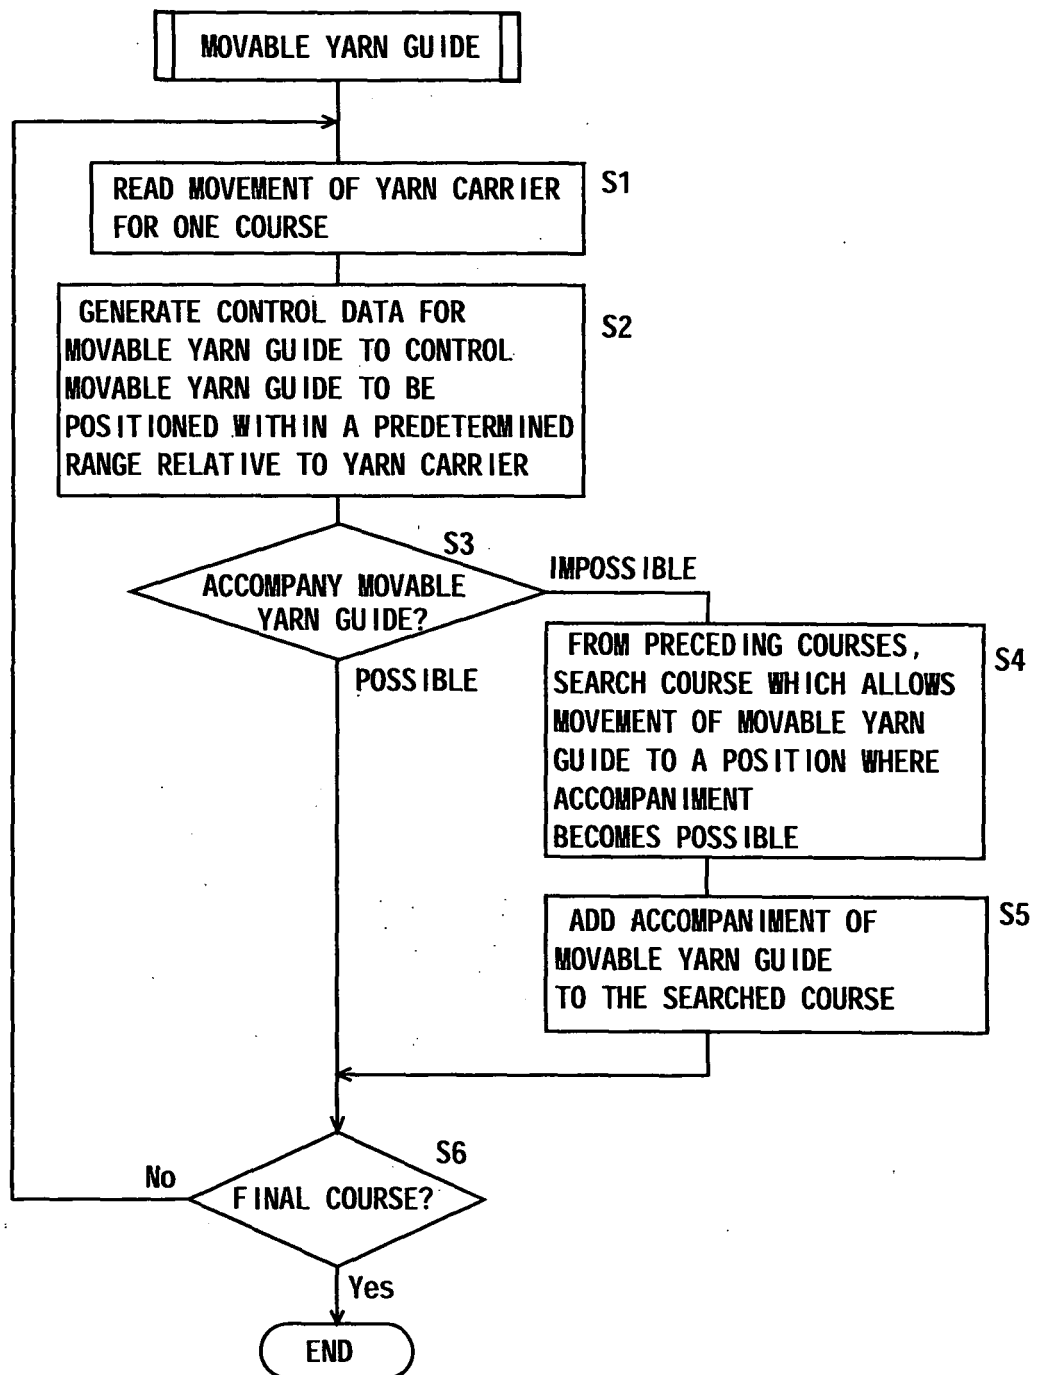 MOVABLE YARN GUIDE
READ MOVEMENT OF YARN CARRIER
FOR ONE COURSE
S1
GENERATE CONTROL DATA FOR
MOVABLE YARN GUIDE TO CONTROL
MOVABLE YARN GUIDE TO BE
POSITIONED WITHIN A PREDETERMINED
RANGE RELATIVE TO YARN CARRIER
S2
S3
ACCOMPANY MOVABLE
YARN GUIDE?
IMPOSSIBLE
POSSIBLE
FROM PRECEDING COURSES,
SEARCH COURSE WHICH ALLOWS
MOVEMENT OF MOVABLE YARN
GUIDE TO A POSITION WHERE
ACCOMPANIMENT
BECOMES POSSIBLE
S4
ADD ACCOMPANIMENT OF
MOVABLE YARN GUIDE
TO THE SEARCHED COURSE
S5
S6
No
FINAL COURSE?
Yes
END